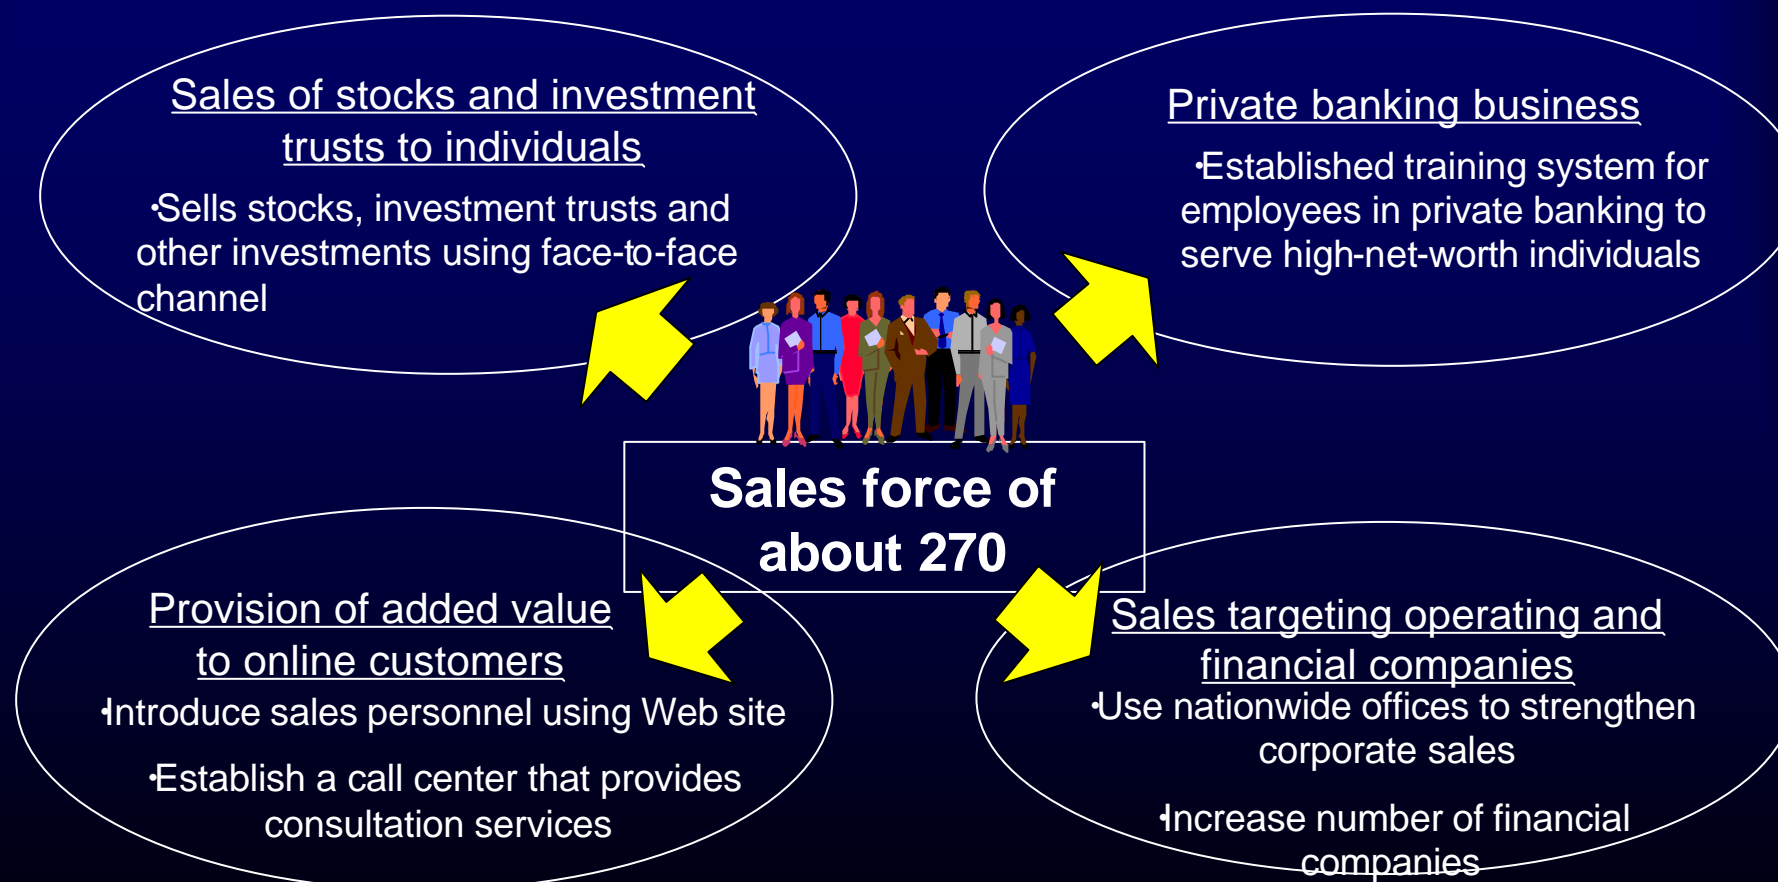 Sales of stocks and investment
trusts to individuals
•Sells stocks, investment trusts and
other investments using face-to-face
channel
Private banking business
•Established training system for
employees in private banking to
serve high-net-worth individuals
Sales force of
about 270
Provision of added value
to online customers
•Introduce sales personnel using Web site
•Establish a call center that provides
consultation services
Sales targeting operating and
financial companies
•Use nationwide offices to strengthen
corporate sales
•Increase number of financial
companies